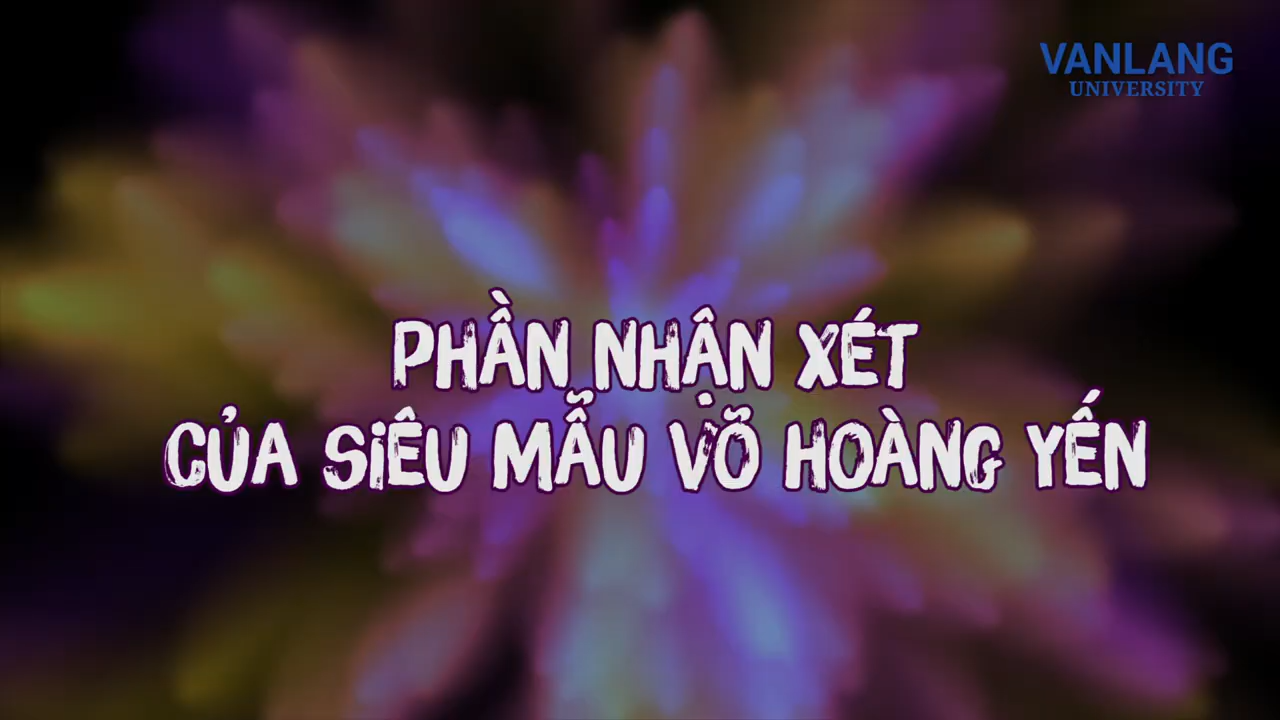 VANLANG
UNIVERSITY
PHẦN NHẬN XÉT
CỦA SIÊU MẪU VÕ HOÀNG YẾN